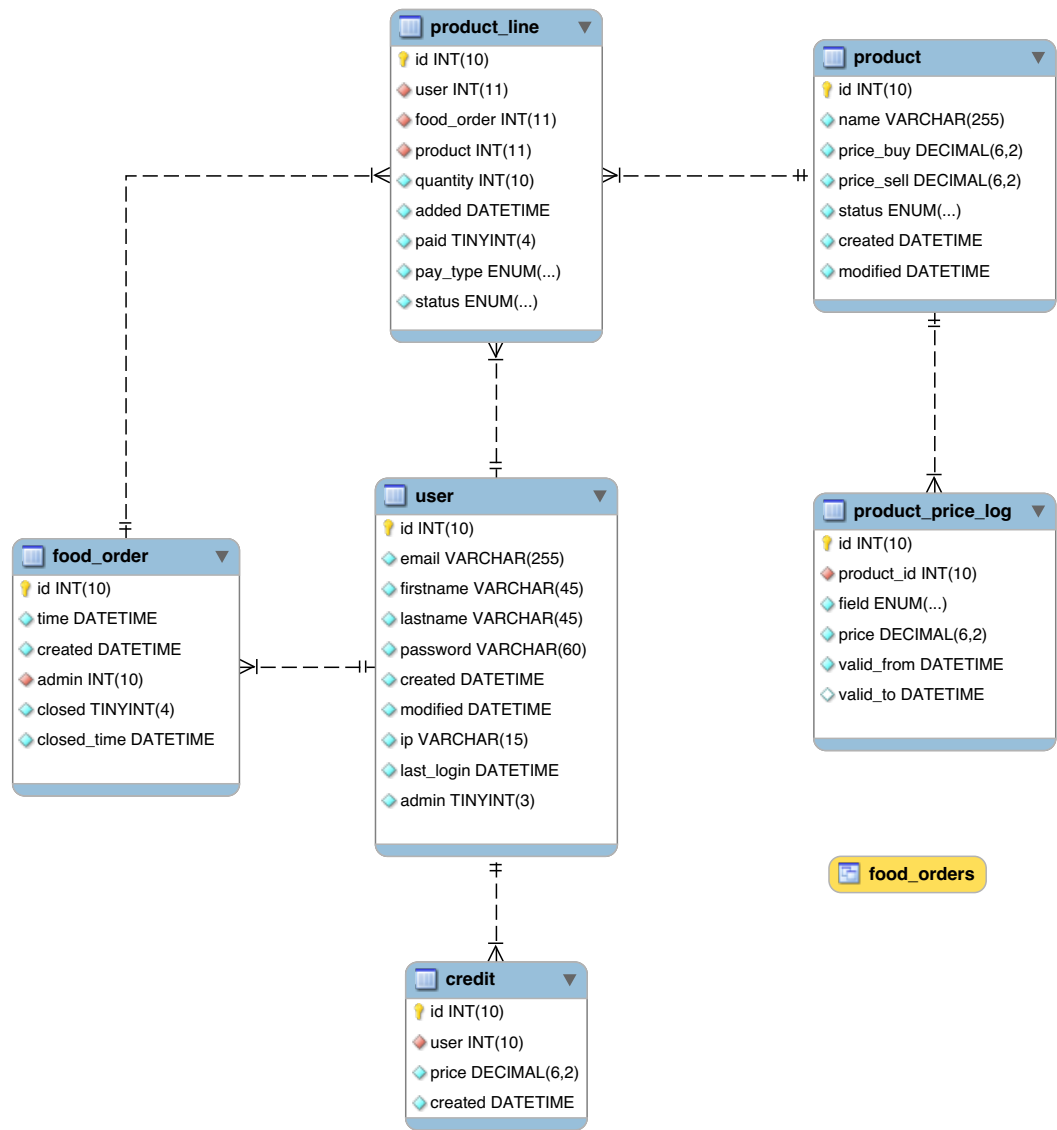 product_line
id INT(10)
user INT(11)
food_order INT(11)
product INT(11)
quantity INT(10)
added DATETIME
paid TINYINT(4)
pay_type ENUM(...)
status ENUM(...)
product
id INT(10)
name VARCHAR(255)
price_buy DECIMAL(6,2)
price_sell DECIMAL(6,2)
status ENUM(...)
created DATETIME
modified DATETIME
food_order
id INT(10)
time DATETIME
created DATETIME
admin INT(10)
closed TINYINT(4)
closed_time DATETIME
user
id INT(10)
email VARCHAR(255)
firstname VARCHAR(45)
lastname VARCHAR(45)
password VARCHAR(60)
created DATETIME
modified DATETIME
ip VARCHAR(15)
last_login DATETIME
admin TINYINT(3)
product_price_log
id INT(10)
product_id INT(10)
field ENUM(...)
price DECIMAL(6,2)
valid_from DATETIME
valid_to DATETIME
food_orders
credit
id INT(10)
user INT(10)
price DECIMAL(6,2)
created DATETIME